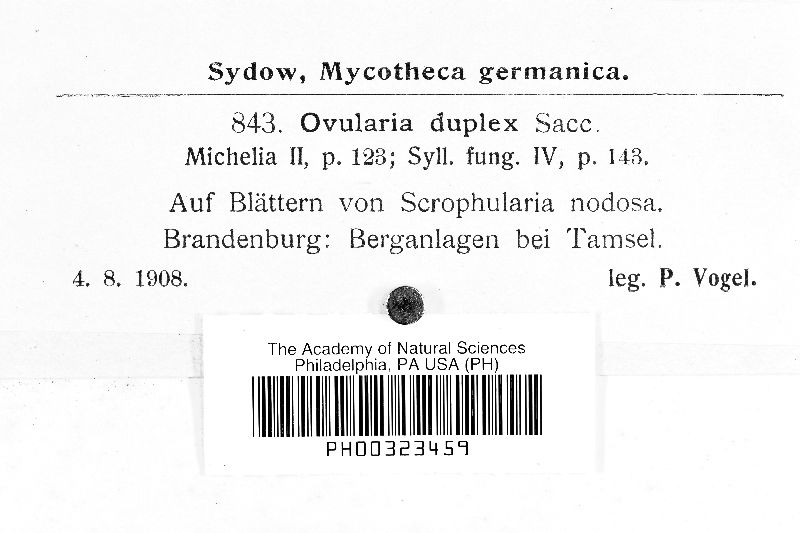 Sydow, Mycotheca germanica.
843. Ovularia duplex Sacc.
Michelia II, p. 123; Syll. fung. IV, p. 143.
Auf Blättern von Scrophularia nodosa.
Brandenburg: Berganlagen bei Tamsel.
4. 8. 1908. leg. P. Vogel.
The Academy of Natural Sciences
Philadelphia, PA USA (PH)
PH00323459